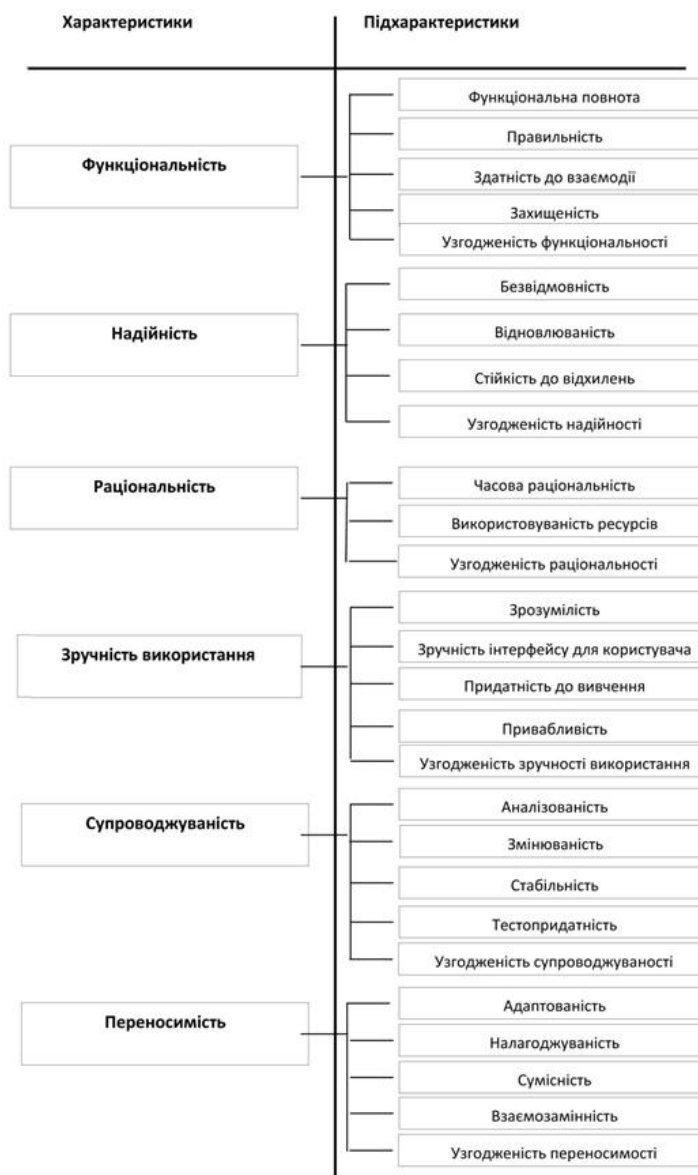 Характеристики
Підхарактеристики
Функціональність
Функціональна повнота
Правильність
Здатність до взаємодії
Захищеність
Узгодженість функціональності
Надійність
Безвідмовність
Відновлюваність
Стійкість до відхилень
Узгодженість надійності
Раціональність
Часова раціональність
Використовуваність ресурсів
Узгодженість раціональності
Зручність використання
Зрозумілість
Зручність інтерфейсу для користувача
Придатність до вивчення
Привабливість
Узгодженість зручності використання
Супроводжуваність
Аналізованість
Змінюваність
Стабільність
Тестопридатність
Узгодженість супроводжуваності
Переносимість
Адаптованість
Налагоджуваність
Сумісність
Взаємозамінність
Узгодженість переносимості